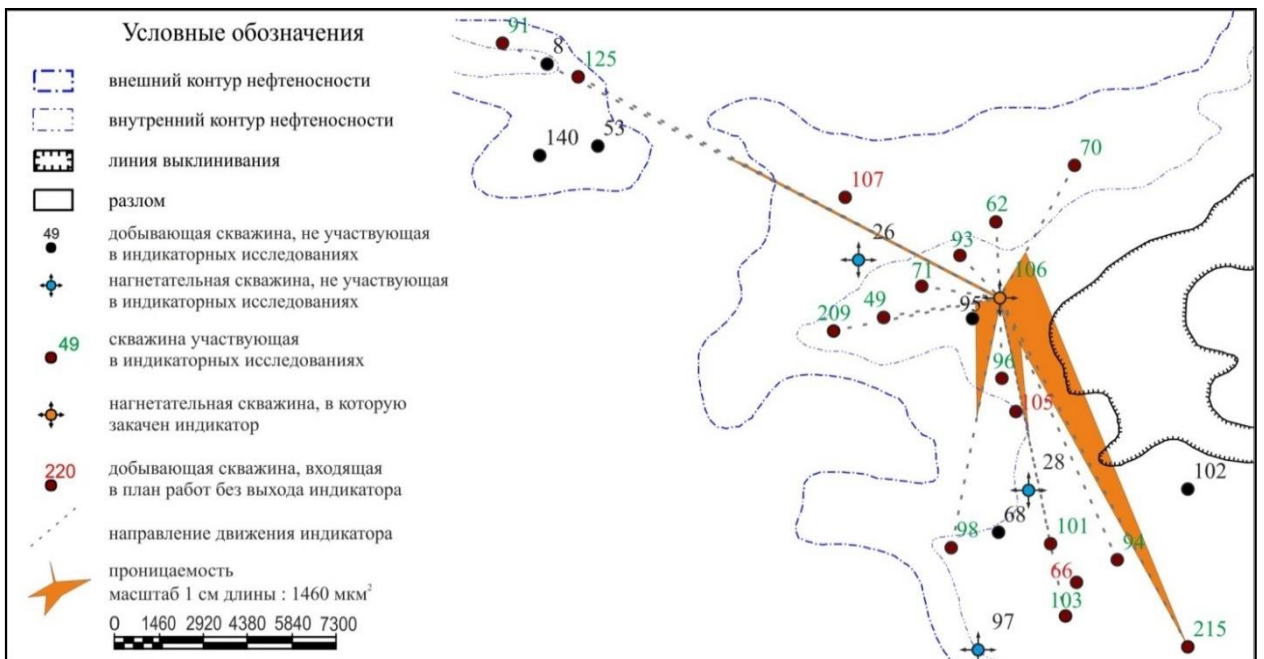 Условные обозначения
внешний контур нефтеносности
внутренний контур нефтеносности
линия выклинивания
разлом
49
добывающая скважина, не участвующая
в индикаторных исследованиях
нагнетательная скважина, не участвующая
в индикаторных исследованиях
49
скважина участвующая
в индикаторных исследованиях
нагнетательная скважина, в которую
закачен индикатор
220
добывающая скважина, входящая
в план работ без выхода индикатора
направление движения индикатора
проницаемость
масштаб 1 см длины : 1460 мкм²
0 1460 2920 4380 5840 7300
91
8
125
53
140
70
107
62
26
93
106
71
95
49
209
96
105
28
102
68
98
101
94
66
103
97
215